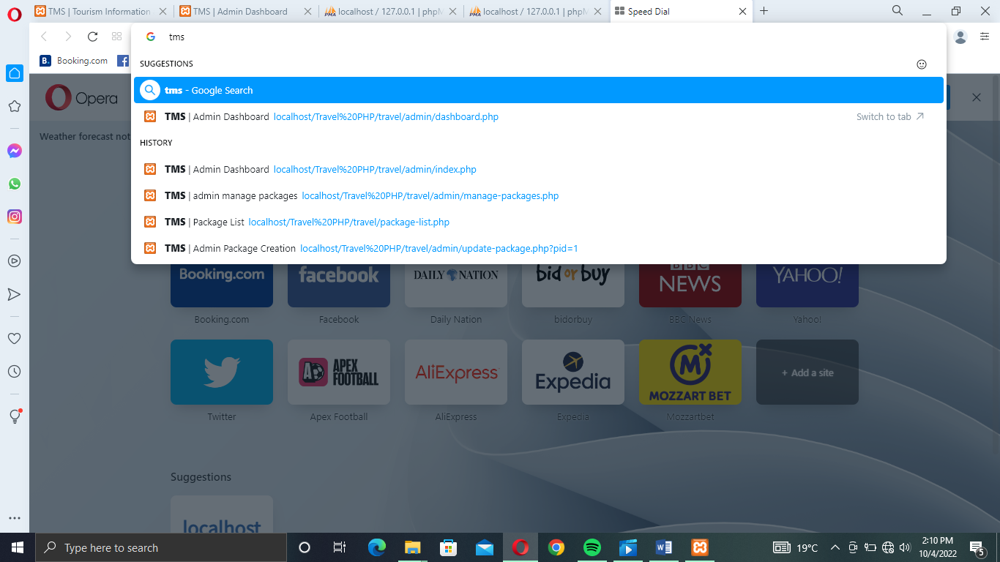 TMS | Tourism Information
TMS | Admin Dashboard
localhost / 127.0.0.1 | phpM
localhost / 127.0.0.1 | phpM
Speed Dial
tms
Booking.com
SUGGESTIONS
tms - Google Search
TMS | Admin Dashboard localhost/Travel%20PHP/travel/admin/dashboard.php Switch to tab
Opera
Weather forecast not
HISTORY
TMS | Admin Dashboard localhost/Travel%20PHP/travel/admin/index.php
TMS | admin manage packages localhost/Travel%20PHP/travel/admin/manage-packages.php
TMS | Package List localhost/Travel%20PHP/travel/package-list.php
TMS | Admin Package Creation localhost/Travel%20PHP/travel/admin/update-package.php?pid=1
Booking.com
facebook
DAILY NATION
bid or buy
BBC NEWS
YAHOO!
Booking.com
Facebook
Daily Nation
bidorbuy
BBC News
Yahoo!
APEX FOOTBALL
AliExpress
Expedia
MOZZART BET
+ Add a site
Twitter
Apex Football
AliExpress
Expedia
Mozzartbet
Suggestions
localhost
Type here to search
19°C
2:10 PM
10/4/2022
5